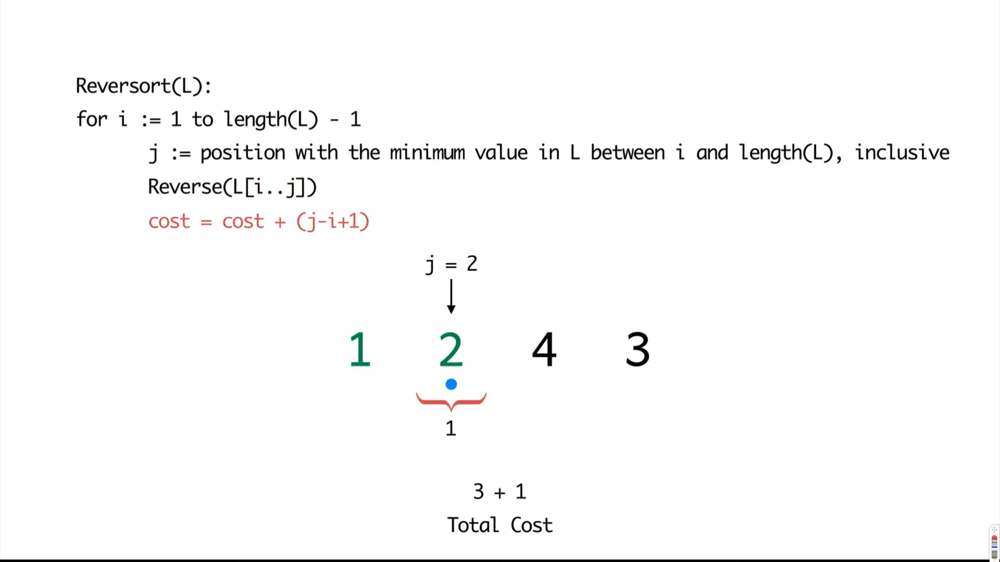 Reversort(L):
for i := 1 to length(L) - 1
j := position with the minimum value in L between i and length(L), inclusive
Reverse(L[i..j])
cost = cost + (j-i+1)
j = 2
1 2 4 3
1
3 + 1
Total Cost